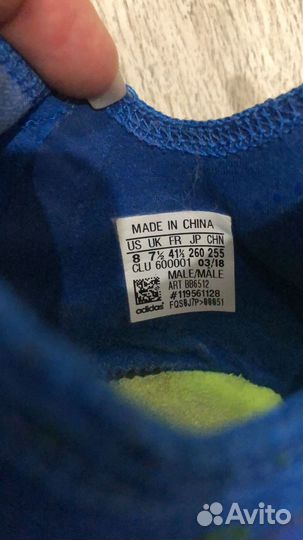 MADE IN CHINA
US UK FR JP CHN
8 7½ 41⅓ 260 255
CLU 600001 03/18
MALE/MALE
ART BB6512
#119561128
adidas
Avito